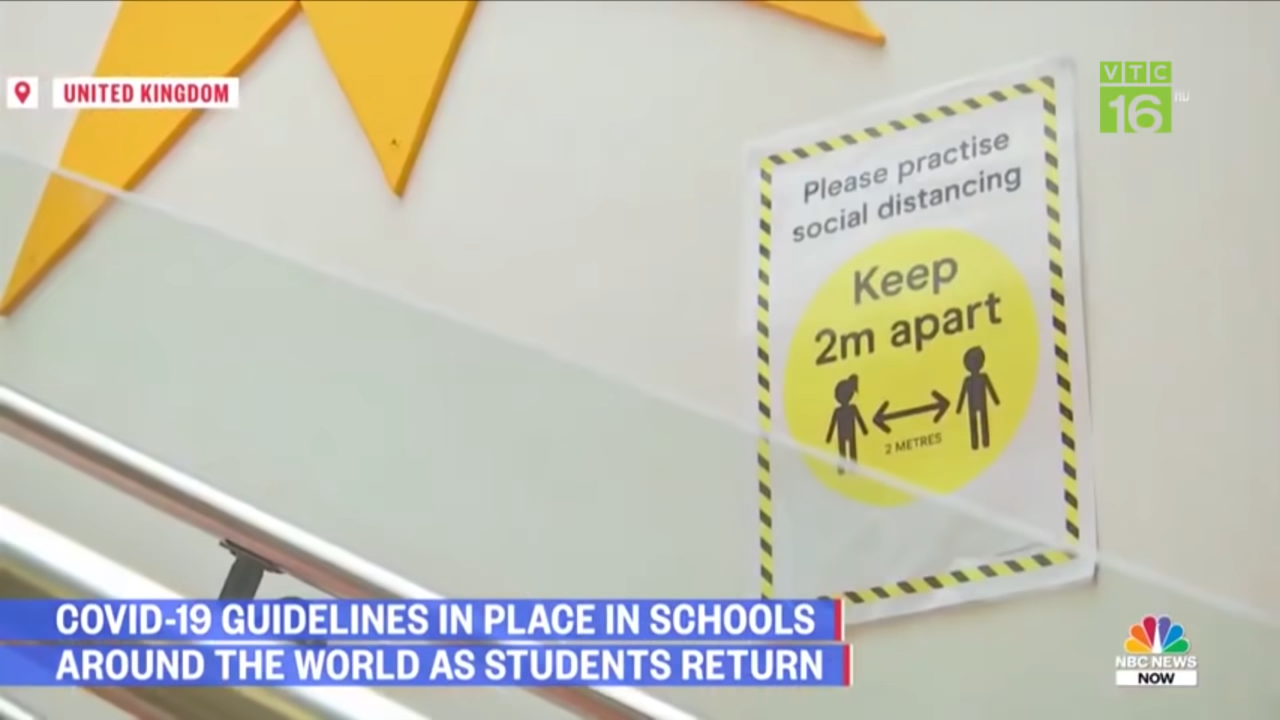 UNITED KINGDOM
VTC
16
Please practise
social distancing
Keep
2m apart
2 METRES
COVID-19 GUIDELINES IN PLACE IN SCHOOLS
AROUND THE WORLD AS STUDENTS RETURN
NBC NEWS
NOW